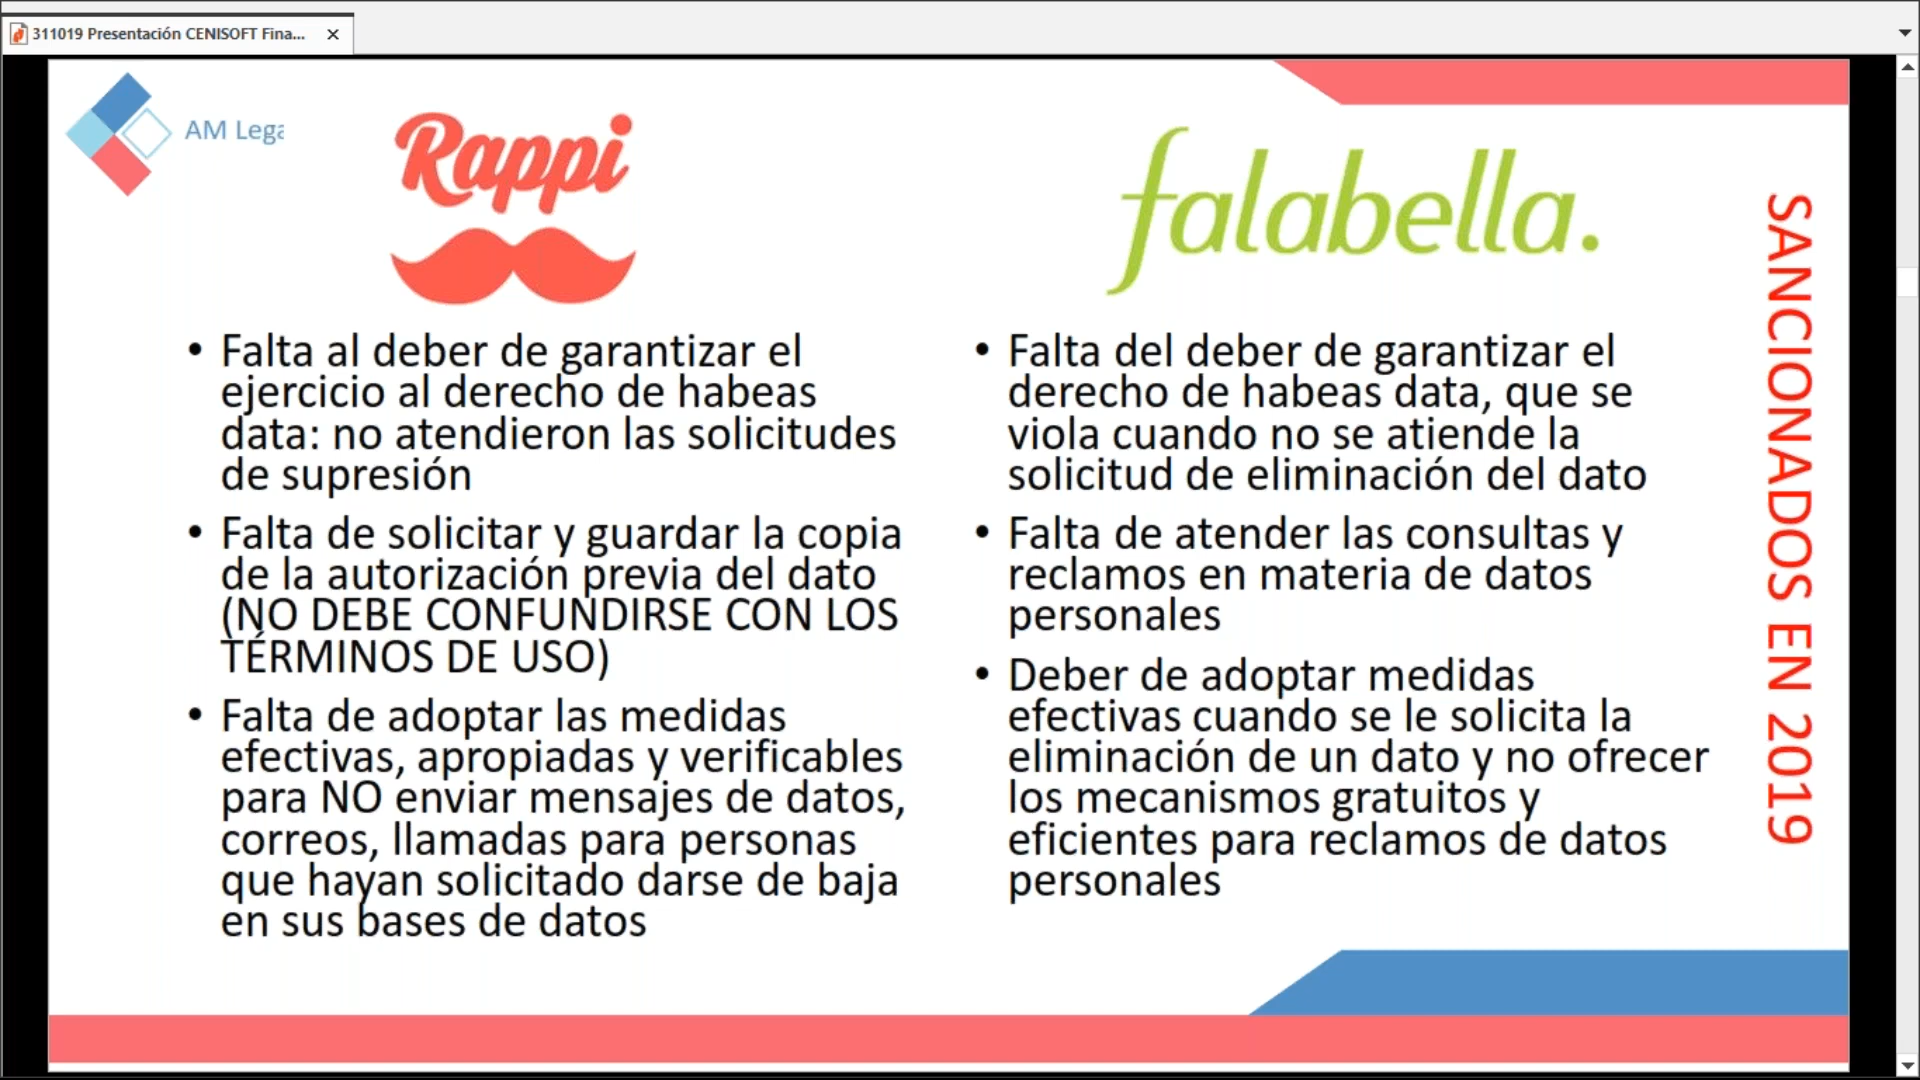 311019 Presentación CENISOFT Fina...
AM Lega
Rappi
• Falta al deber de garantizar el
ejercicio al derecho de habeas
data: no atendieron las solicitudes
de supresión
• Falta de solicitar y guardar la copia
de la autorización previa del dato
(NO DEBE CONFUNDIRSE CON LOS
TÉRMINOS DE USO)
• Falta de adoptar las medidas
efectivas, apropiadas y verificables
para NO enviar mensajes de datos,
correos, llamadas para personas
que hayan solicitado darse de baja
en sus bases de datos
falabella.
• Falta del deber de garantizar el
derecho de habeas data, que se
viola cuando no se atiende la
solicitud de eliminación del dato
• Falta de atender las consultas y
reclamos en materia de datos
personales
• Deber de adoptar medidas
efectivas cuando se le solicita la
eliminación de un dato y no ofrecer
los mecanismos gratuitos y
eficientes para reclamos de datos
personales
SANCIONADOS EN 2019